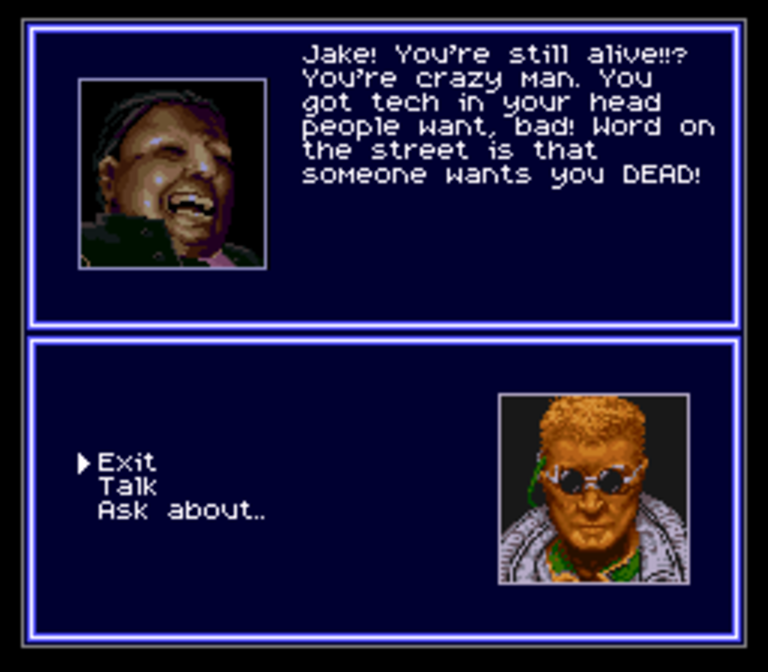 Jake! You're still alive!!?
You're crazy man. You
got tech in your head
people want, bad! Word on
the street is that
someone wants you DEAD!
Exit
Talk
Ask about..